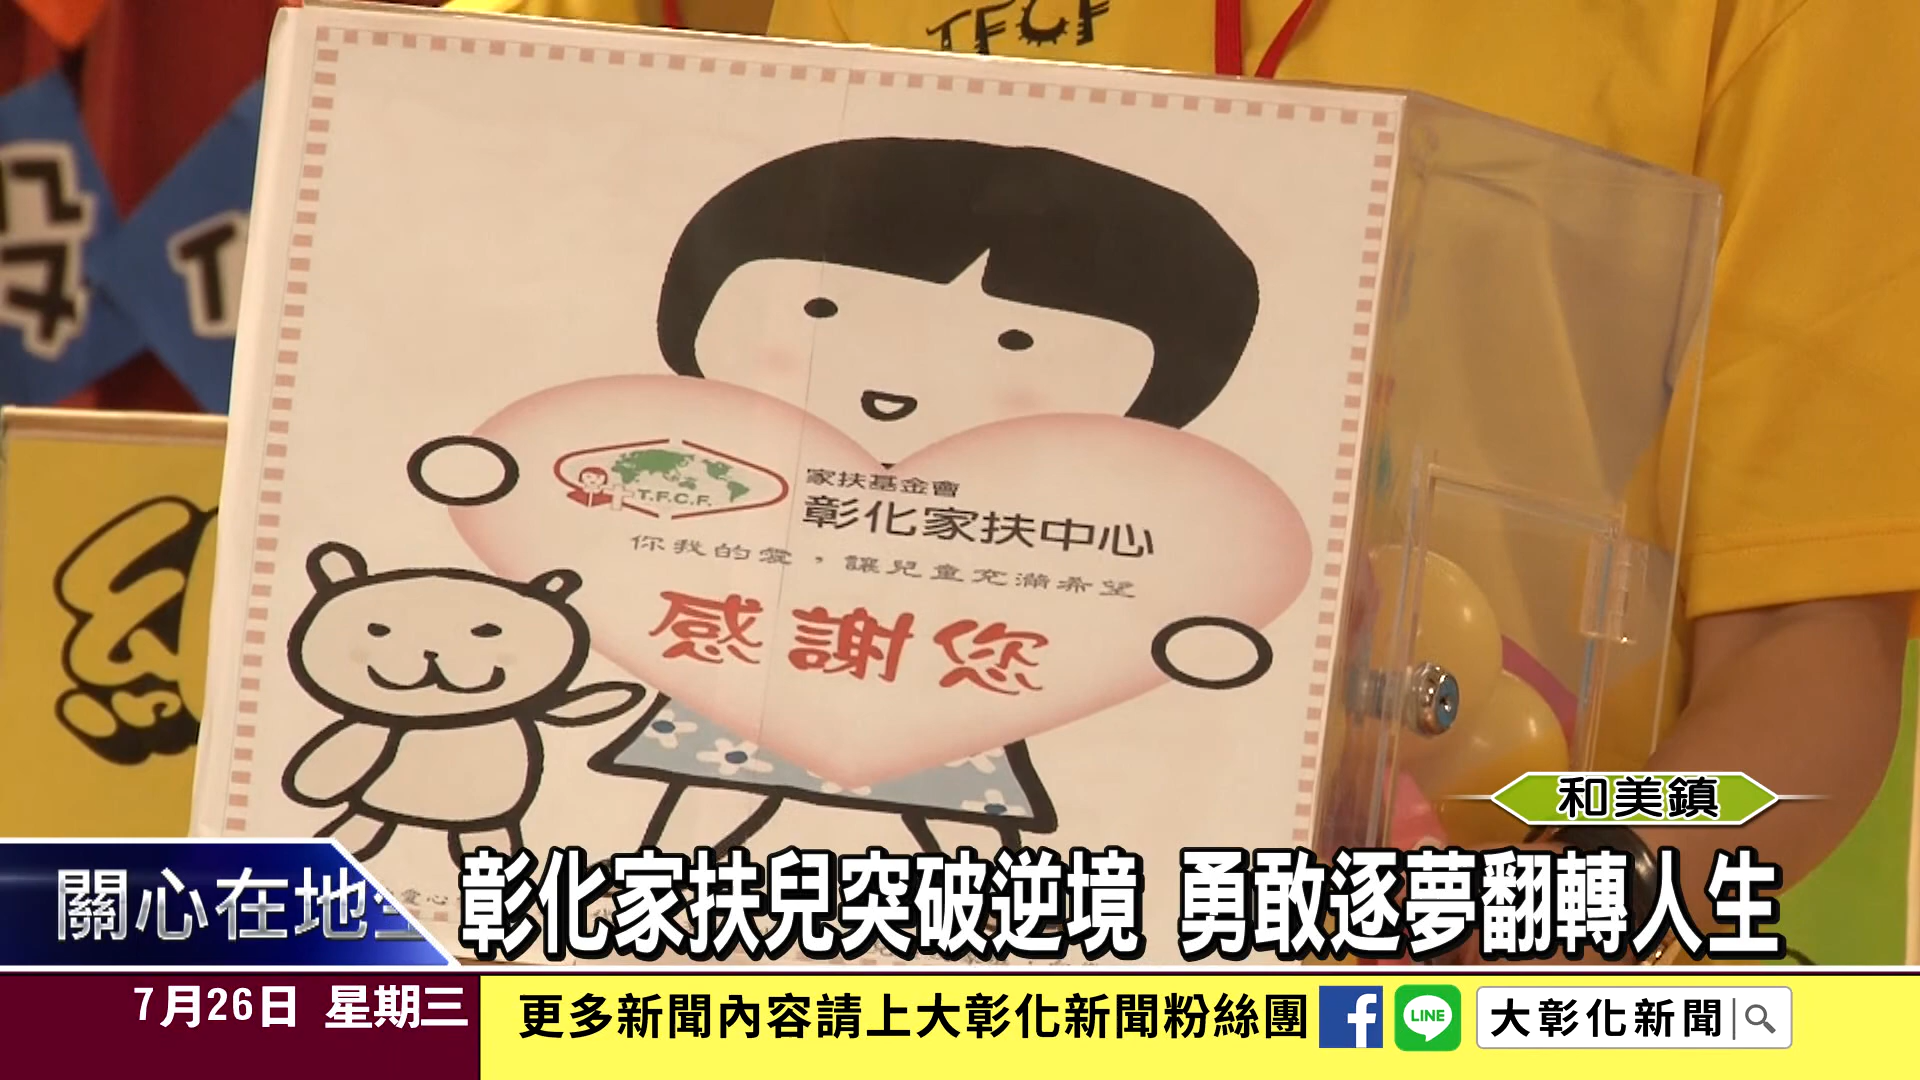 TFCF
T.F.C.F.
家扶基金會
彰化家扶中心
你我的愛，讓兒童充滿希望
感謝您
和美鎮
關心在地
彰化家扶兒突破逆境 勇敢逐夢翻轉人生
7月26日 星期三
更多新聞內容請上大彰化新聞粉絲團
LINE
大彰化新聞